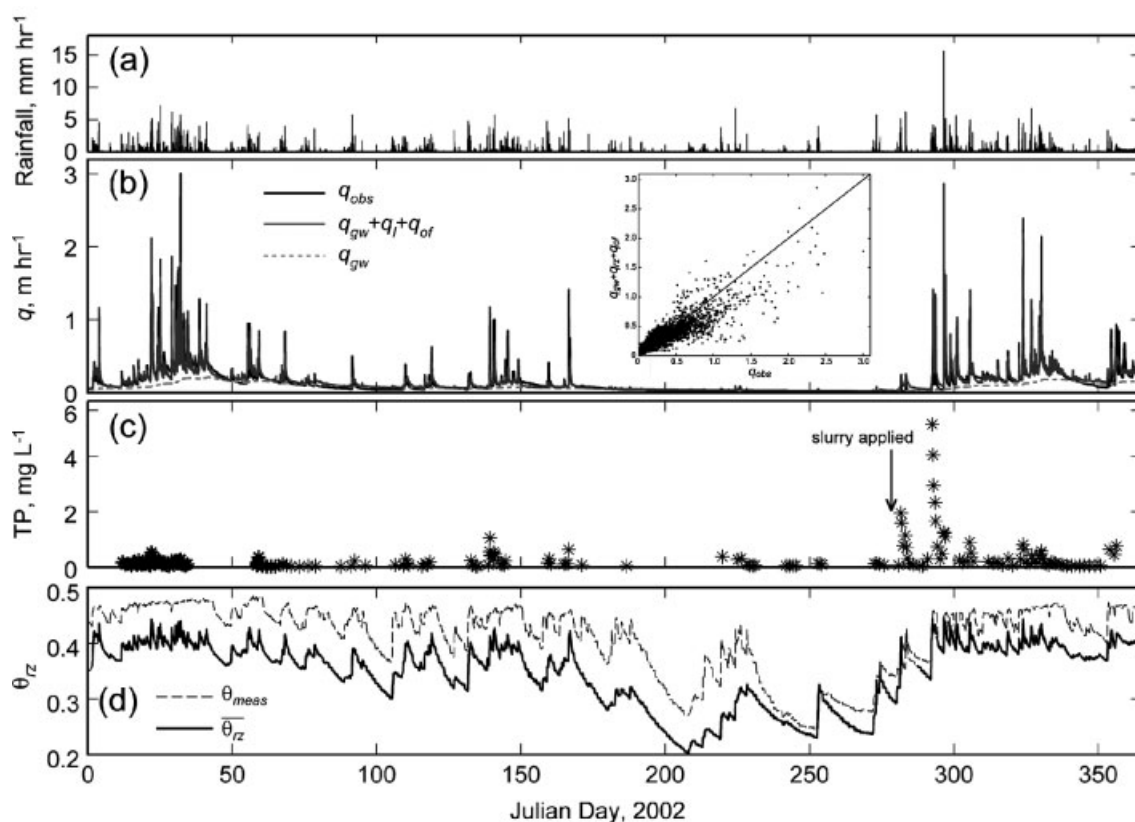 (a)
Rainfall, mm hr⁻¹
15
10
5
0
(b)
q, m hr⁻¹
3
2
1
0
q_obs
q_gw+q_l+q_of
q_gw
q_gw+q_rz+q_of
3.0
2.5
2.0
1.5
1.0
0.5
0.0
0.0 0.5 1.0 1.5 2.0 2.5 3.0
q_obs
(c)
TP, mg L⁻¹
6
4
2
0
slurry applied
(d)
θ_rz
0.5
0.4
0.3
0.2
θ_meas
θ_rz
0 50 100 150 200 250 300 350
Julian Day, 2002